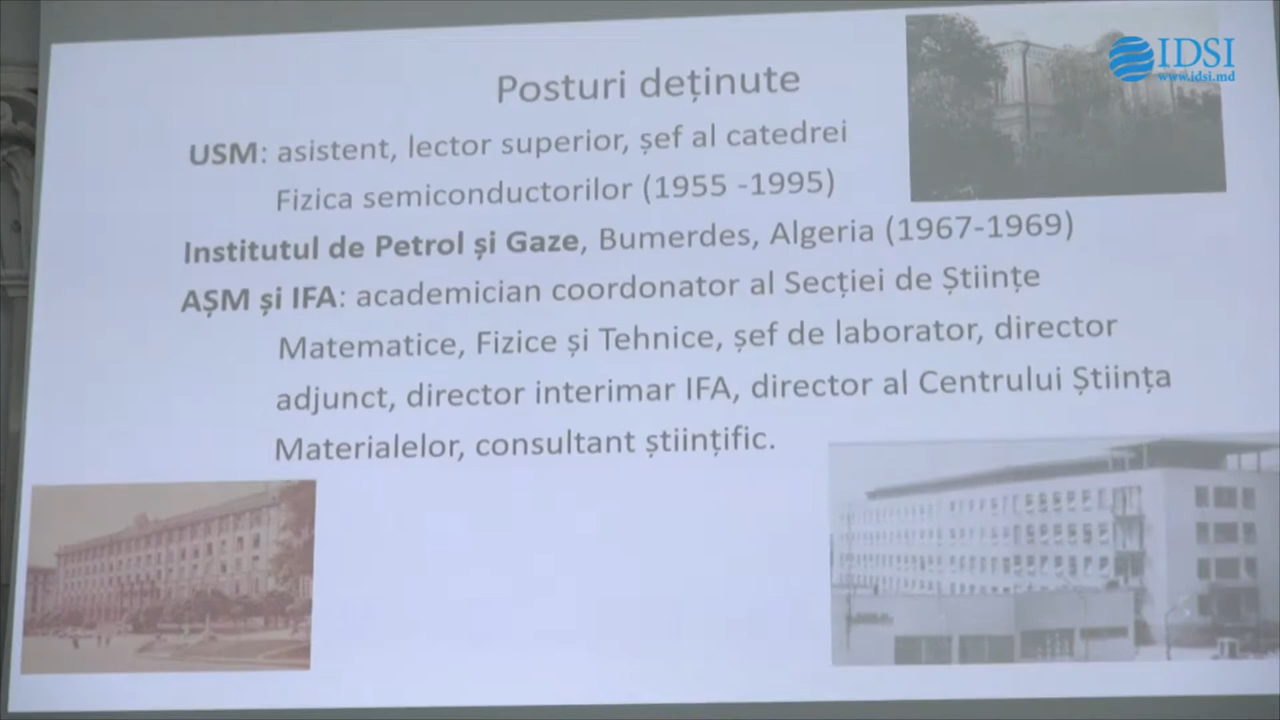 IDSI
www.idsi.md
Posturi deținute
USM: asistent, lector superior, șef al catedrei
Fizica semiconductorilor (1955 -1995)
Institutul de Petrol și Gaze, Bumerdes, Algeria (1967-1969)
AȘM și IFA: academician coordonator al Secției de Științe
Matematice, Fizice și Tehnice, șef de laborator, director
adjunct, director interimar IFA, director al Centrului Știința
Materialelor, consultant științific.